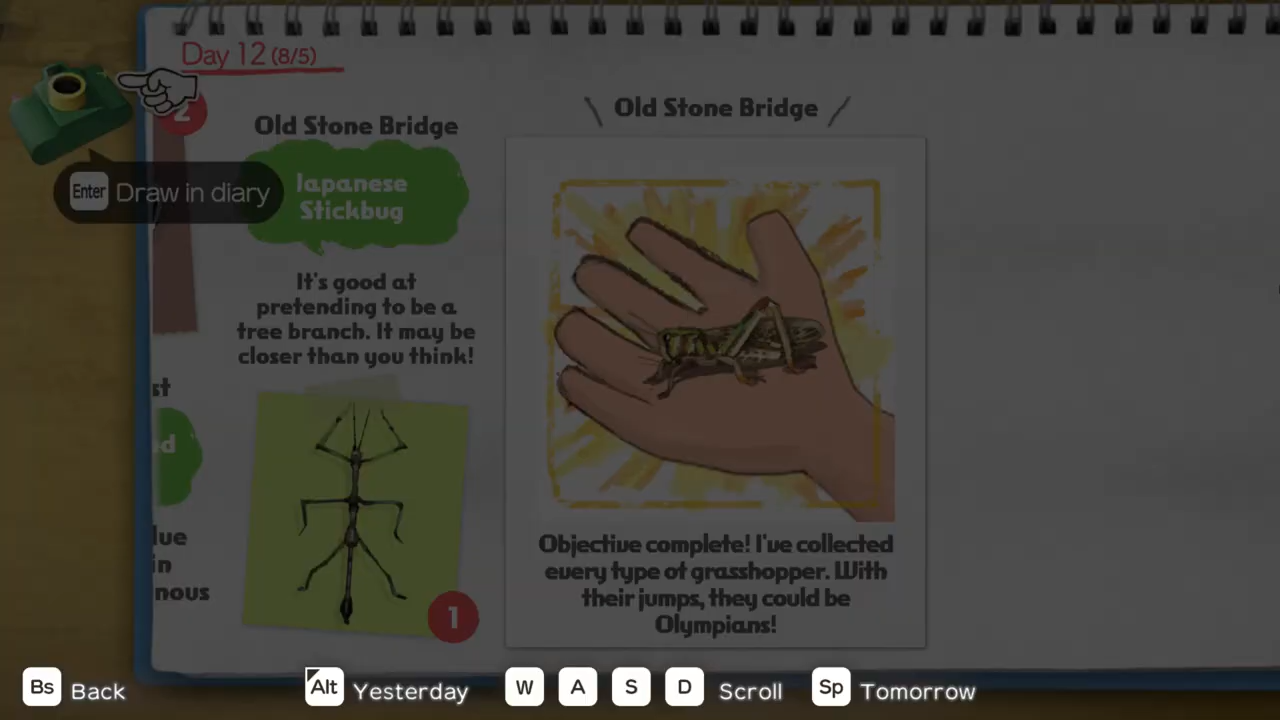 Day 12 (8/5)
2
Enter Draw in diary
Old Stone Bridge
Japanese
Stickbug
It's good at
pretending to be a
tree branch. It may be
closer than you think!
1
st
d
lue
in
nous
Old Stone Bridge
Objective complete! I've collected
every type of grasshopper. With
their jumps, they could be
Olympians!
Bs Back
Alt Yesterday
W A S D Scroll
Sp Tomorrow